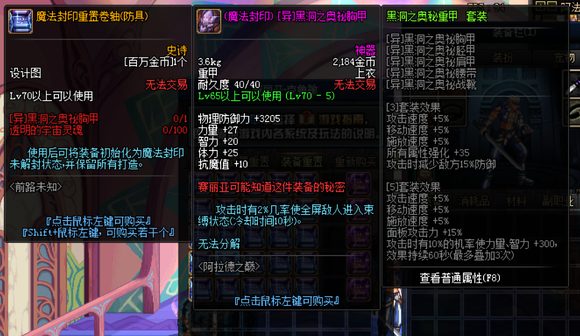 魔法封印重置卷轴(防具)
史诗
[百万金币]1个
设计图
无法交易
Lv70以上可以使用
[异]黑洞之奥秘胸甲 0/1
透明的宇宙灵魂 0/100
使用后可将装备初始化为魔法封印
未解封状态,并保留所有打造。
<前路未知>
『点击鼠标左键可购买』
『Shift+鼠标左键, 可购买若干个』
(魔法封印) [异]黑洞之奥秘胸甲
神器
3.6kg 2,184金币
重甲 上衣
耐久度 40/40 无法交易
Lv65以上可以使用 (Lv70 - 5)
物理防御力 +3205
力量 +27
智力 +20
体力 +25
抗魔值 +10
赛丽亚可能知道这件装备的秘密
攻击时有2%几率使全屏敌人进入束
缚状态(冷却时间10秒)。
无法分解
<阿拉德之巅>
『点击鼠标左键可购买』
黑洞之奥秘重甲 套装
[异]黑洞之奥秘胸甲
[异]黑洞之奥秘肩甲
[异]黑洞之奥秘腿甲
[异]黑洞之奥秘腰带
[异]黑洞之奥秘战靴
[3]套装效果
攻击速度 +5%
移动速度 +5%
施放速度 +5%
所有属性强化 +35
攻击时减少敌方15%防御
[5]套装效果
攻击速度 +5%
移动速度 +5%
施放速度 +5%
面板攻击力 +15%
攻击时有10%的机率使力量、智力 +300,
效果持续60秒(最多叠加3次)
查看普通属性(F8)